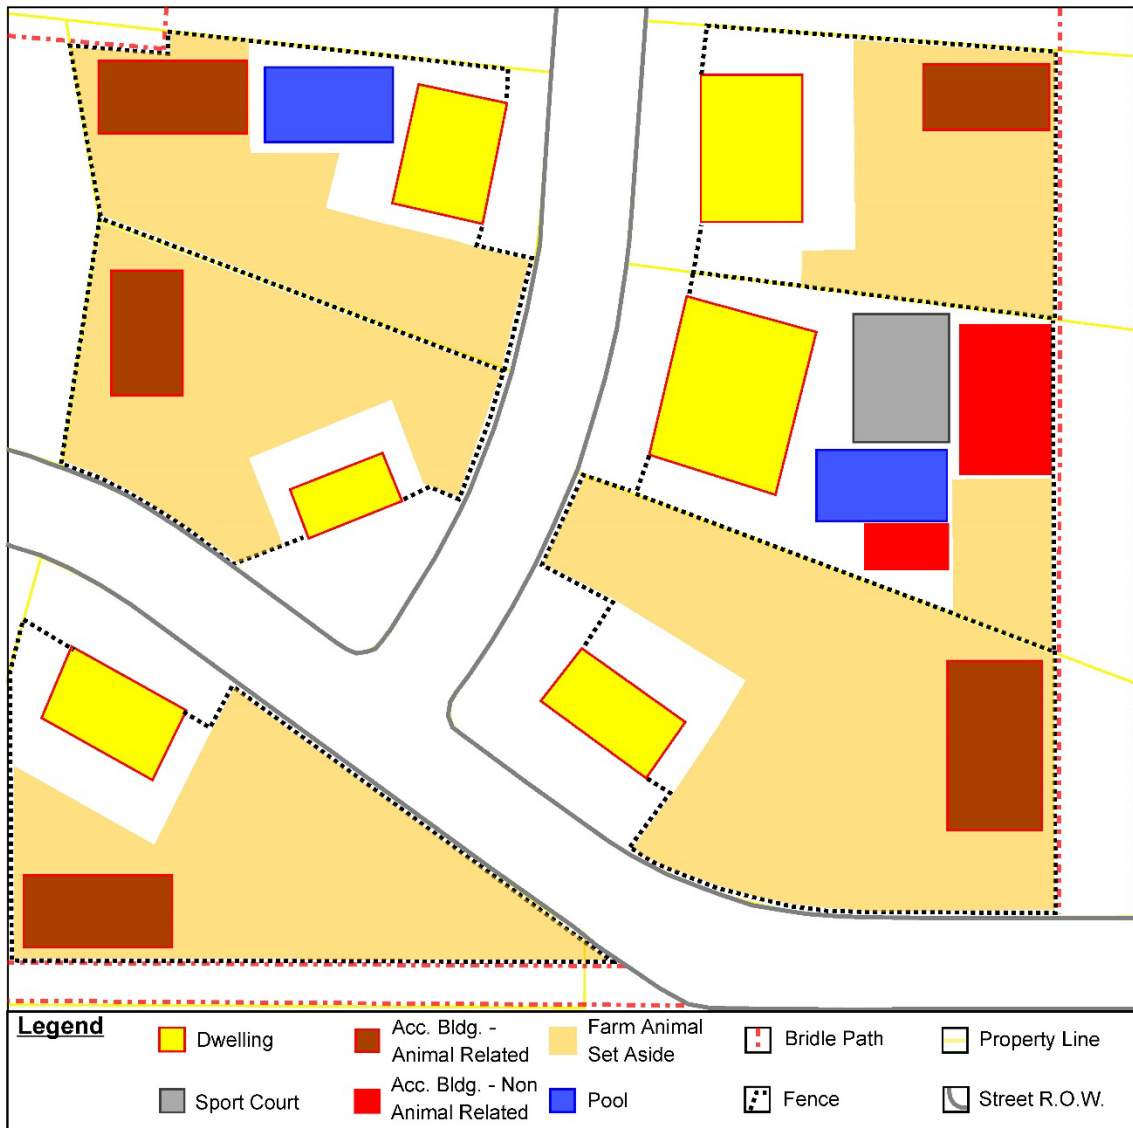 Legend
Dwelling
Acc. Bldg. -
Animal Related
Farm Animal
Set Aside
Bridle Path
Property Line
Sport Court
Acc. Bldg. - Non
Animal Related
Pool
Fence
Street R.O.W.